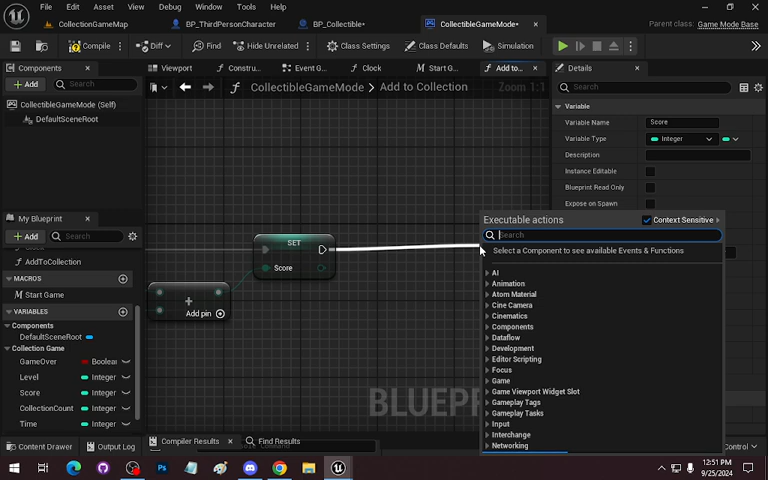 File Edit Asset View Debug Window Tools Help
CollectionGameMap BP_ThirdPersonCharacter BP_Collectible* CollectibleGameMode* Parent class: Game Mode Base
Compile Diff Find Hide Unrelated Class Settings Class Defaults Simulation
Components Viewport Constru... Event G... Clock Start G... Add to... Details
Add Search CollectibleGameMode Add to Collection Zoom 1:1 Search
CollectibleGameMode (Self) Variable
DefaultSceneRoot
Variable Name Score
Variable Type Integer
Description
Instance Editable
Blueprint Read Only
Expose on Spawn
My Blueprint
Add Search
AddToCollection
MACROS
Start Game
VARIABLES
Components
DefaultSceneRoot
Collection Game
GameOver Boolean
Level Integer
Score Integer
CollectionCount Integer
Time Integer
SET
Score
Add pin
BLUEP
Executable actions Context Sensitive
Search
Select a Component to see available Events & Functions
AI
Animation
Atom Material
Cine Camera
Cinematics
Components
Dataflow
Development
Editor Scripting
Focus
Game
Game Viewport Widget Slot
Gameplay Tags
Gameplay Tasks
Input
Interchange
Networking
Compiler Results Find Results
Content Drawer Output Log Control
12:51 PM
9/25/2024